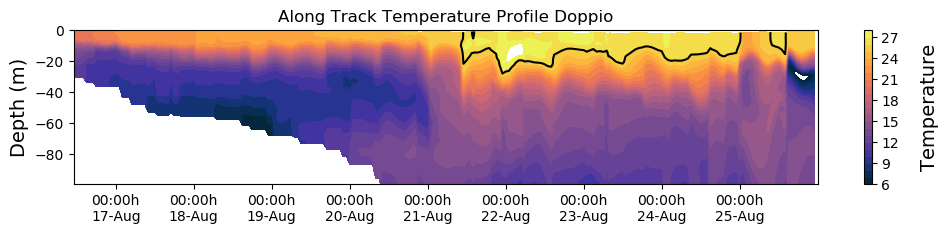 Along Track Temperature Profile Doppio
Depth (m)
0
−20
−40
−60
−80
00:00h 00:00h 00:00h 00:00h 00:00h 00:00h 00:00h 00:00h 00:00h
17-Aug 18-Aug 19-Aug 20-Aug 21-Aug 22-Aug 23-Aug 24-Aug 25-Aug
27
24
21
18
15
12
9
6
Temperature